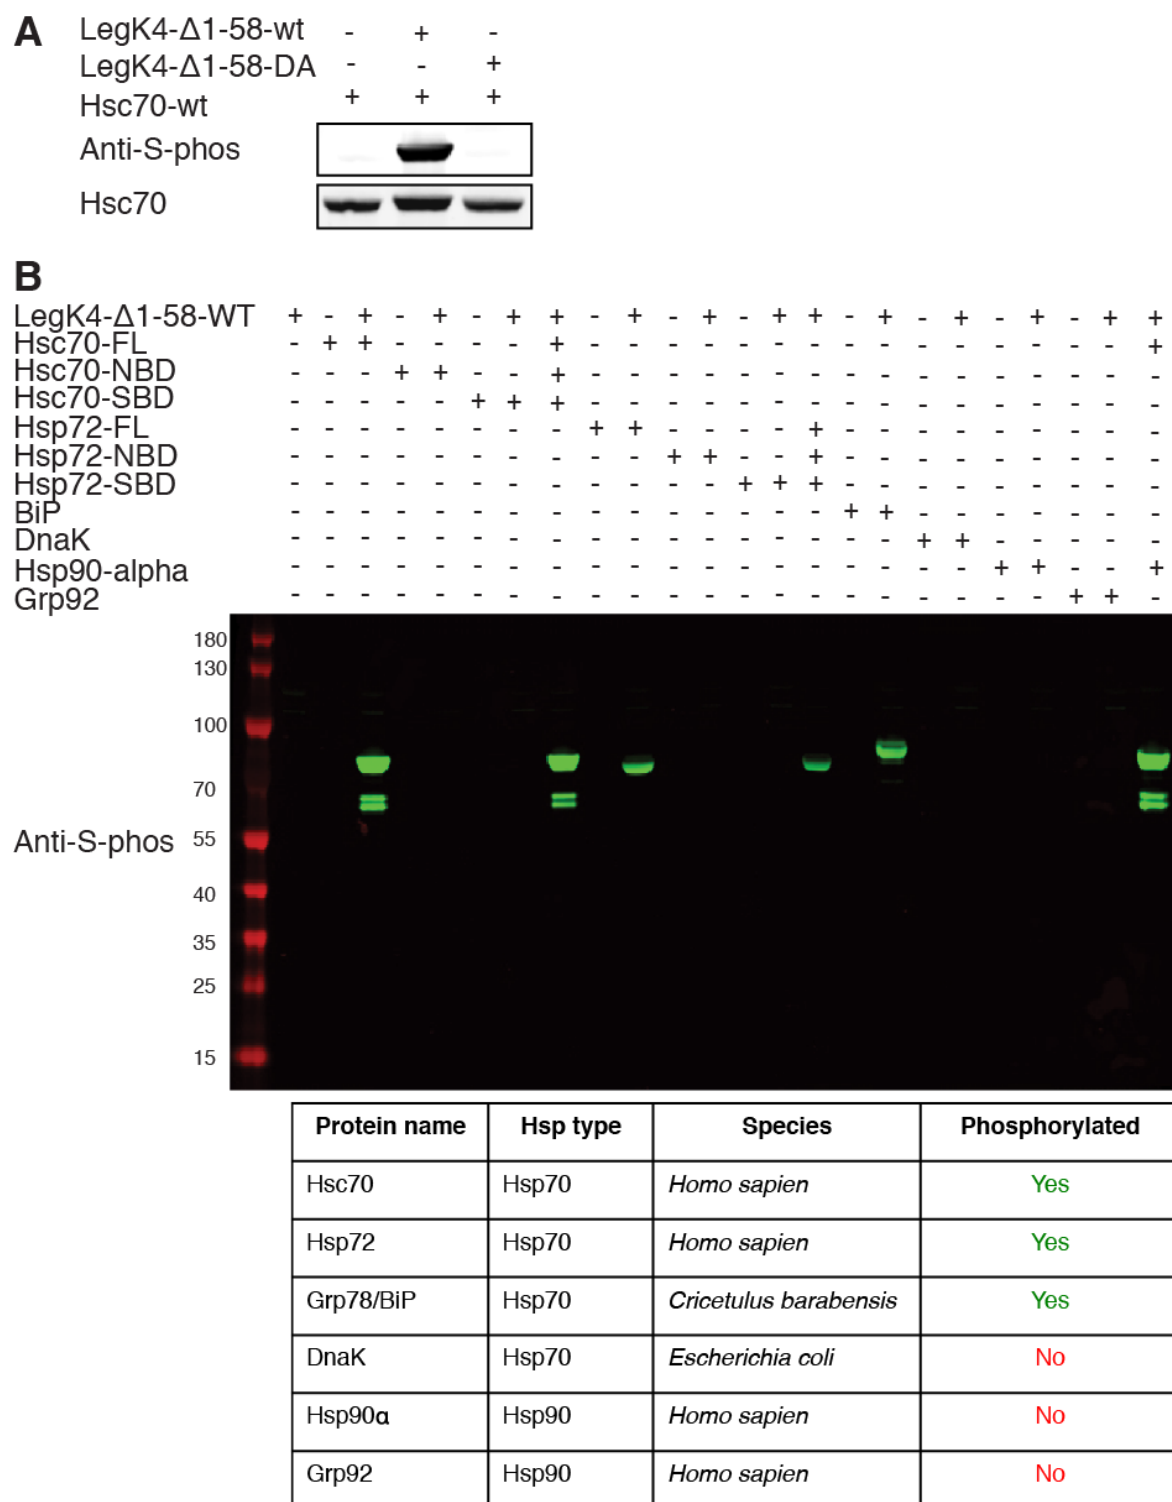 A
LegK4-Δ1-58-wt - + -
LegK4-Δ1-58-DA - - +
Hsc70-wt + + +
Anti-S-phos
Hsc70
B
LegK4-Δ1-58-WT + - + - + - + + - + - + - + + - + - + - + - + +
Hsc70-FL - + + - - - - + - - - - - - - - - - - - - - - +
Hsc70-NBD - - - + + - - + - - - - - - - - - - - - - - - -
Hsc70-SBD - - - - - + + + - - - - - - - - - - - - - - - -
Hsp72-FL - - - - - - - - + + - - - - + - - - - - - - - -
Hsp72-NBD - - - - - - - - - - + + - - + - - - - - - - - -
Hsp72-SBD - - - - - - - - - - - - + + + - - - - - - - - -
BiP - - - - - - - - - - - - - - - + + - - - - - - -
DnaK - - - - - - - - - - - - - - - - - + + - - - - -
Hsp90-alpha - - - - - - - - - - - - - - - - - - - + + - - +
Grp92 - - - - - - - - - - - - - - - - - - - - - + + -
180
130
100
70
Anti-S-phos 55
40
35
25
15
Protein name Hsp type Species Phosphorylated
Hsc70 Hsp70 Homo sapien Yes
Hsp72 Hsp70 Homo sapien Yes
Grp78/BiP Hsp70 Cricetulus barabensis Yes
DnaK Hsp70 Escherichia coli No
Hsp90α Hsp90 Homo sapien No
Grp92 Hsp90 Homo sapien No